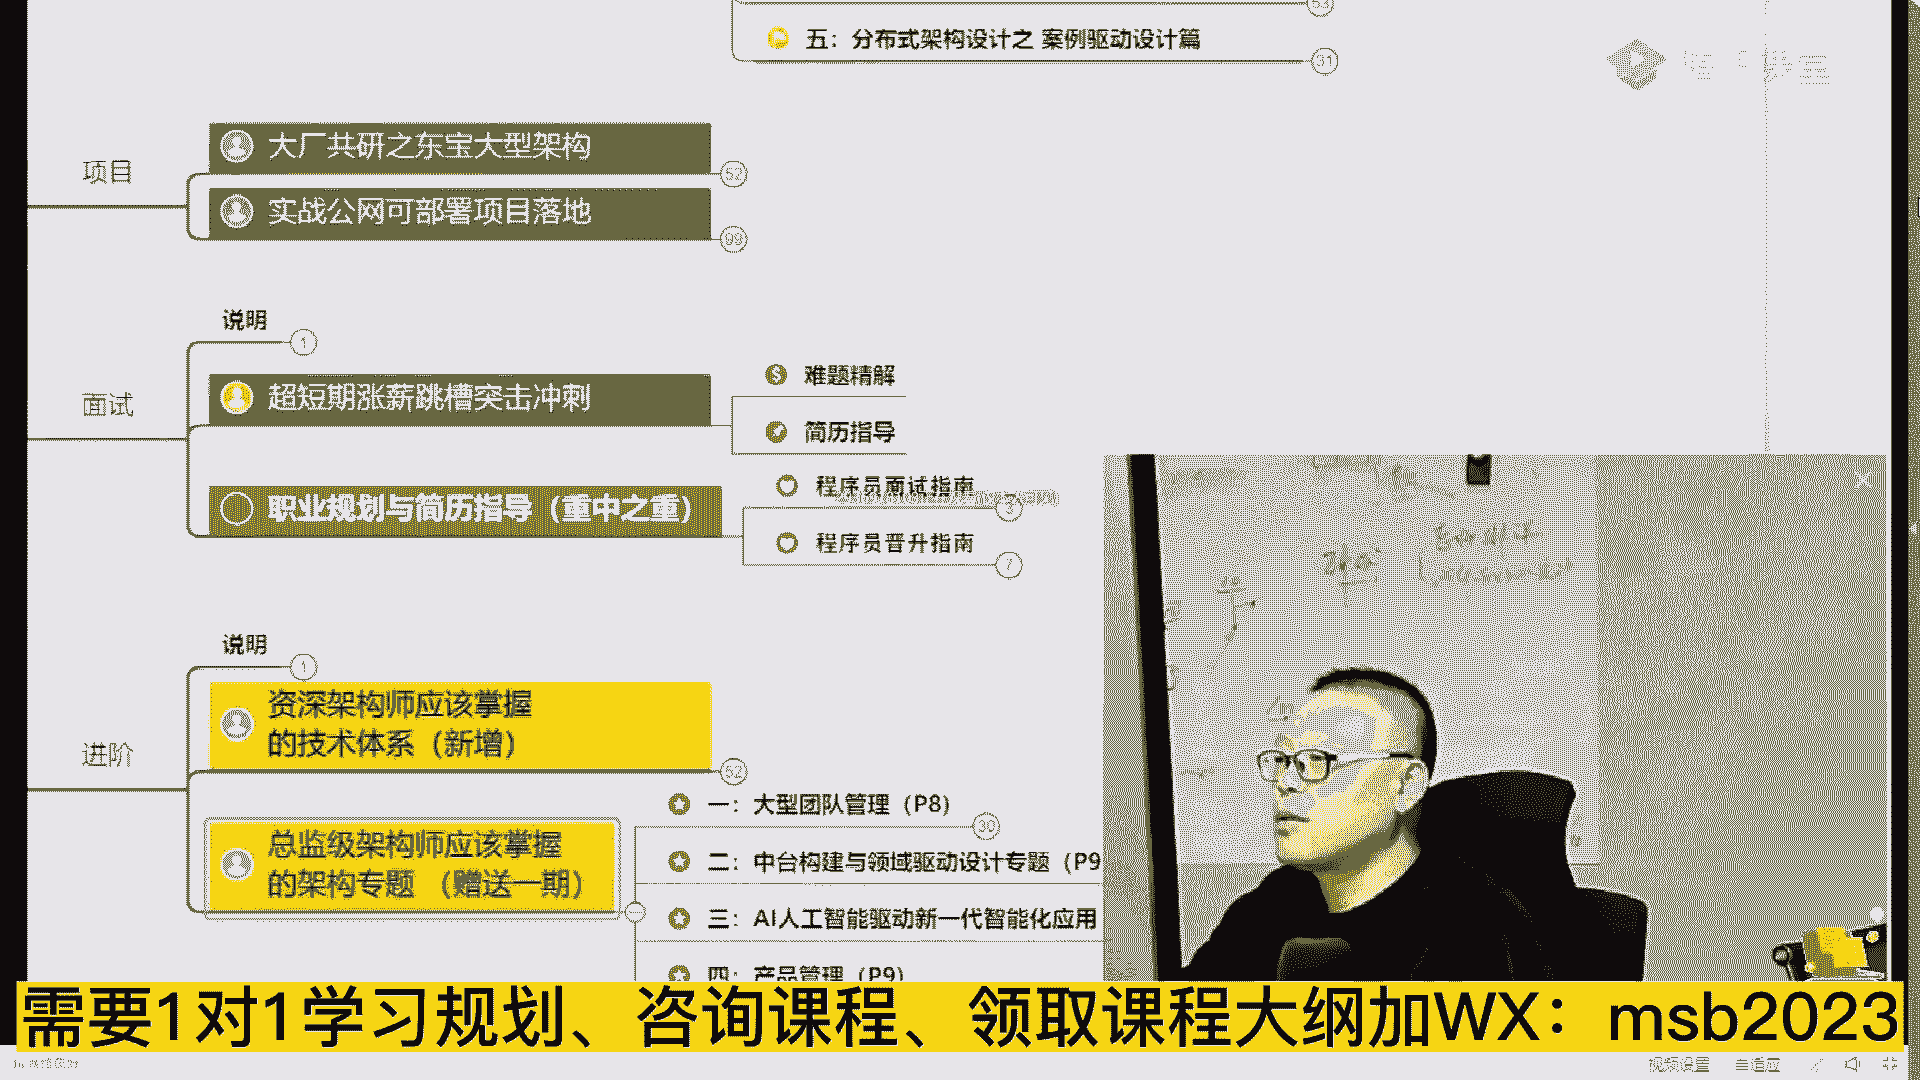 53
五：分布式架构设计之 案例驱动设计篇
31
项目
大厂共研之东宝大型架构
52
实战公网可部署项目落地
99
说明
1
面试
超短期涨薪跳槽突击冲刺
难题精解
简历指导
职业规划与简历指导（重中之重）
程序员面试指南
3
程序员晋升指南
7
说明
1
进阶
资深架构师应该掌握
的技术体系（新增）
52
总监级架构师应该掌握
的架构专题 （赠送一期）
一：大型团队管理（P8）
30
二：中台构建与领域驱动设计专题（P9
三：AI人工智能驱动新一代智能化应用
四：产品管理（P9）
需要1对1学习规划、咨询课程、领取课程大纲加WX：msb2023
视频设置
自适应